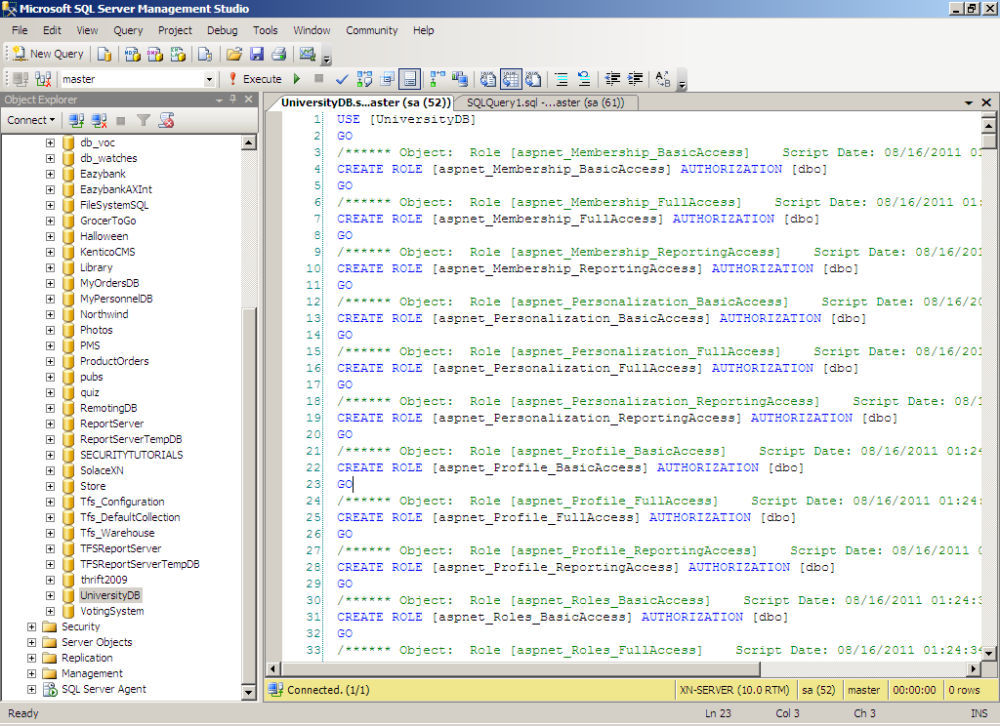 Microsoft SQL Server Management Studio
File Edit View Query Project Debug Tools Window Community Help
New Query
master Execute
Object Explorer
Connect
db_voc
db_watches
Eazybank
EazybankAXInt
FileSystemSQL
GrocerToGo
Halloween
KenticoCMS
Library
MyOrdersDB
MyPersonnelDB
Northwind
Photos
PMS
ProductOrders
pubs
quiz
RemotingDB
ReportServer
ReportServerTempDB
SECURITYTUTORIALS
SolaceXN
Store
Tfs_Configuration
Tfs_DefaultCollection
Tfs_Warehouse
TFSReportServer
TFSReportServerTempDB
thrift2009
UniversityDB
VotingSystem
Security
Server Objects
Replication
Management
SQL Server Agent
UniversityDB.s...aster (sa (52)) SQLQuery1.sql -...aster (sa (61))
1 USE [UniversityDB]
2 GO
3 /****** Object: Role [aspnet_Membership_BasicAccess] Script Date: 08/16/2011 01
4 CREATE ROLE [aspnet_Membership_BasicAccess] AUTHORIZATION [dbo]
5 GO
6 /****** Object: Role [aspnet_Membership_FullAccess] Script Date: 08/16/2011 01:
7 CREATE ROLE [aspnet_Membership_FullAccess] AUTHORIZATION [dbo]
8 GO
9 /****** Object: Role [aspnet_Membership_ReportingAccess] Script Date: 08/16/201
10 CREATE ROLE [aspnet_Membership_ReportingAccess] AUTHORIZATION [dbo]
11 GO
12 /****** Object: Role [aspnet_Personalization_BasicAccess] Script Date: 08/16/20
13 CREATE ROLE [aspnet_Personalization_BasicAccess] AUTHORIZATION [dbo]
14 GO
15 /****** Object: Role [aspnet_Personalization_FullAccess] Script Date: 08/16/201
16 CREATE ROLE [aspnet_Personalization_FullAccess] AUTHORIZATION [dbo]
17 GO
18 /****** Object: Role [aspnet_Personalization_ReportingAccess] Script Date: 08/1
19 CREATE ROLE [aspnet_Personalization_ReportingAccess] AUTHORIZATION [dbo]
20 GO
21 /****** Object: Role [aspnet_Profile_BasicAccess] Script Date: 08/16/2011 01:24
22 CREATE ROLE [aspnet_Profile_BasicAccess] AUTHORIZATION [dbo]
23 GO
24 /****** Object: Role [aspnet_Profile_FullAccess] Script Date: 08/16/2011 01:24:
25 CREATE ROLE [aspnet_Profile_FullAccess] AUTHORIZATION [dbo]
26 GO
27 /****** Object: Role [aspnet_Profile_ReportingAccess] Script Date: 08/16/2011 0
28 CREATE ROLE [aspnet_Profile_ReportingAccess] AUTHORIZATION [dbo]
29 GO
30 /****** Object: Role [aspnet_Roles_BasicAccess] Script Date: 08/16/2011 01:24:3
31 CREATE ROLE [aspnet_Roles_BasicAccess] AUTHORIZATION [dbo]
32 GO
33 /****** Object: Role [aspnet_Roles_FullAccess] Script Date: 08/16/2011 01:24:34
Connected. (1/1) XN-SERVER (10.0 RTM) sa (52) master 00:00:00 0 rows
Ready Ln 23 Col 3 Ch 3 INS